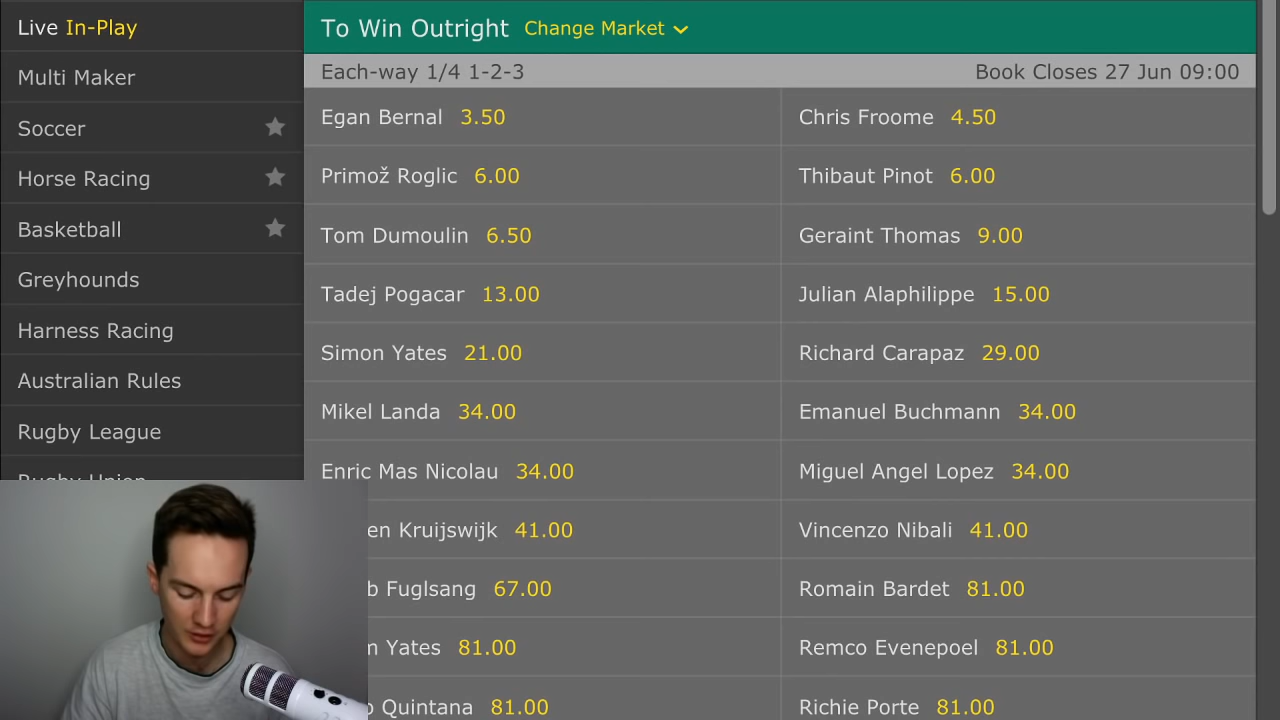 Live In-Play
Multi Maker
Soccer
Horse Racing
Basketball
Greyhounds
Harness Racing
Australian Rules
Rugby League
Rugby Union
To Win Outright Change Market
Each-way 1/4 1-2-3 Book Closes 27 Jun 09:00
Egan Bernal 3.50 Chris Froome 4.50
Primož Roglic 6.00 Thibaut Pinot 6.00
Tom Dumoulin 6.50 Geraint Thomas 9.00
Tadej Pogacar 13.00 Julian Alaphilippe 15.00
Simon Yates 21.00 Richard Carapaz 29.00
Mikel Landa 34.00 Emanuel Buchmann 34.00
Enric Mas Nicolau 34.00 Miguel Angel Lopez 34.00
en Kruijswijk 41.00 Vincenzo Nibali 41.00
b Fuglsang 67.00 Romain Bardet 81.00
Yates 81.00 Remco Evenepoel 81.00
Quintana 81.00 Richie Porte 81.00